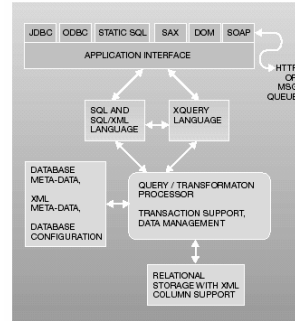 JDBC ODBC STATIC SQL SAX DOM SOAP
APPLICATION INTERFACE
HTTP
OR
MSG
QUEUE
SQL AND
SQL/XML
LANGUAGE
XQUERY
LANGUAGE
DATABASE
META-DATA,
XML
META-DATA,
DATABASE
CONFIGURATION
QUERY / TRANSFORMATON
PROCESSOR
TRANSACTION SUPPORT,
DATA MANAGEMENT
RELATIONAL
STORAGE WITH XML
COLUMN SUPPORT